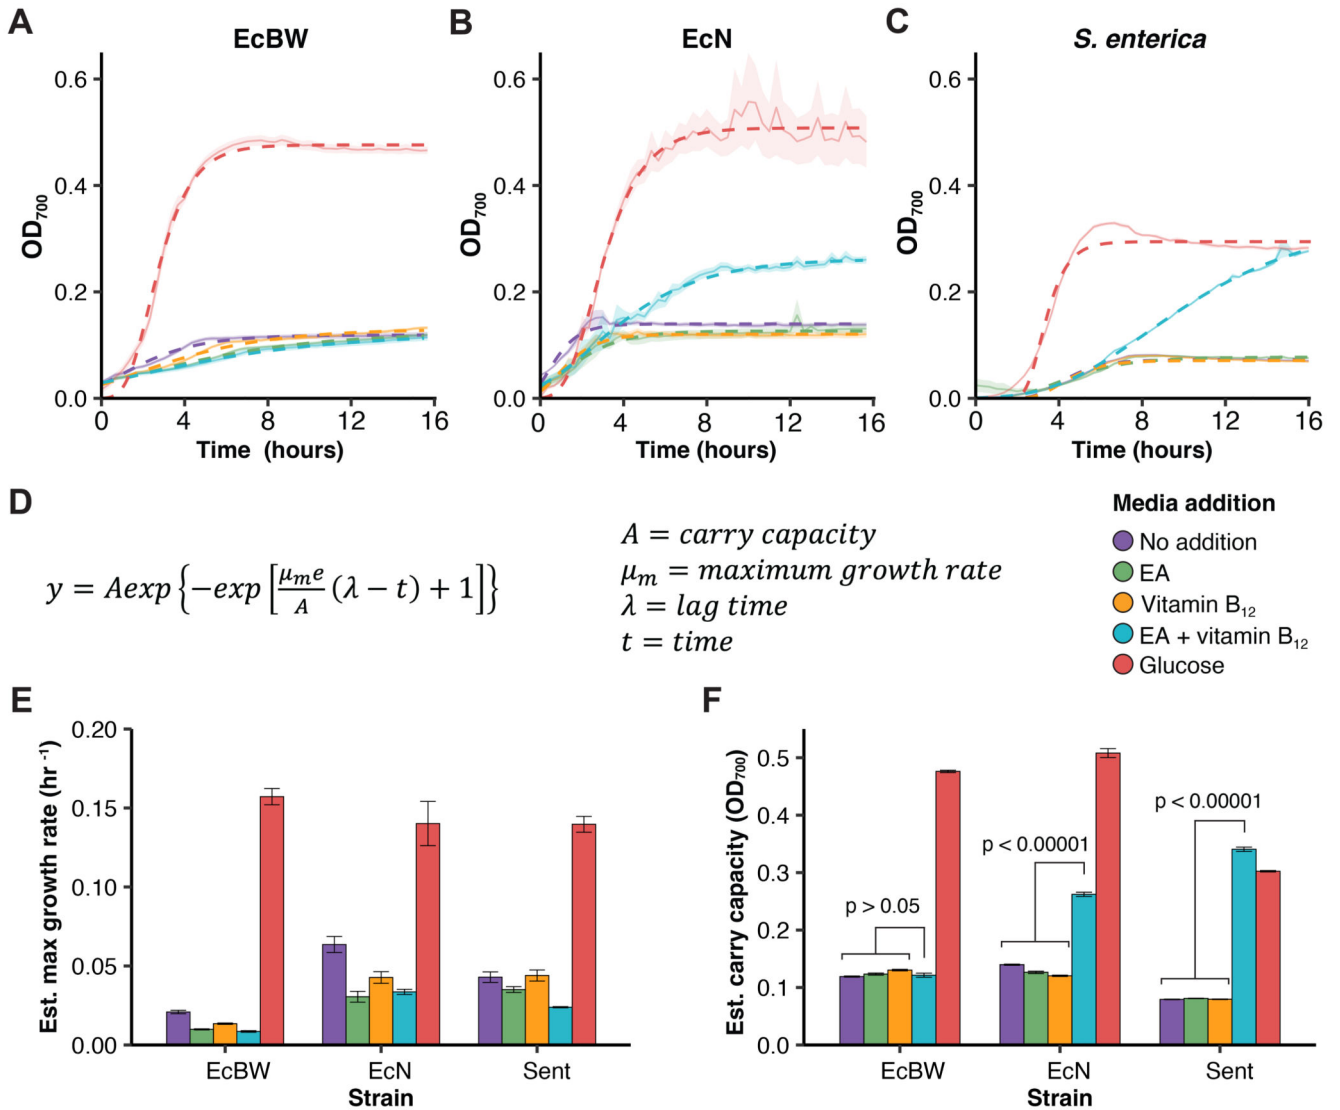 A
EcBW
0.6
0.4
0.2
0.0
OD700
0
4
8
12
16
Time (hours)
B
EcN
0.6
0.4
0.2
0.0
OD700
0
4
8
12
16
Time (hours)
C
S. enterica
0.6
0.4
0.2
0.0
OD700
0
4
8
12
16
Time (hours)
D
y = Aexp{−exp[μme/A (λ − t) + 1]}
A = carry capacity
μm = maximum growth rate
λ = lag time
t = time
Media addition
No addition
EA
Vitamin B12
EA + vitamin B12
Glucose
E
0.20
0.15
0.10
0.05
0.00
Est. max growth rate (hr -1)
EcBW
EcN
Sent
Strain
F
0.5
0.4
0.3
0.2
0.1
0.0
Est. carry capacity (OD700)
p > 0.05
p < 0.00001
p < 0.00001
EcBW
EcN
Sent
Strain